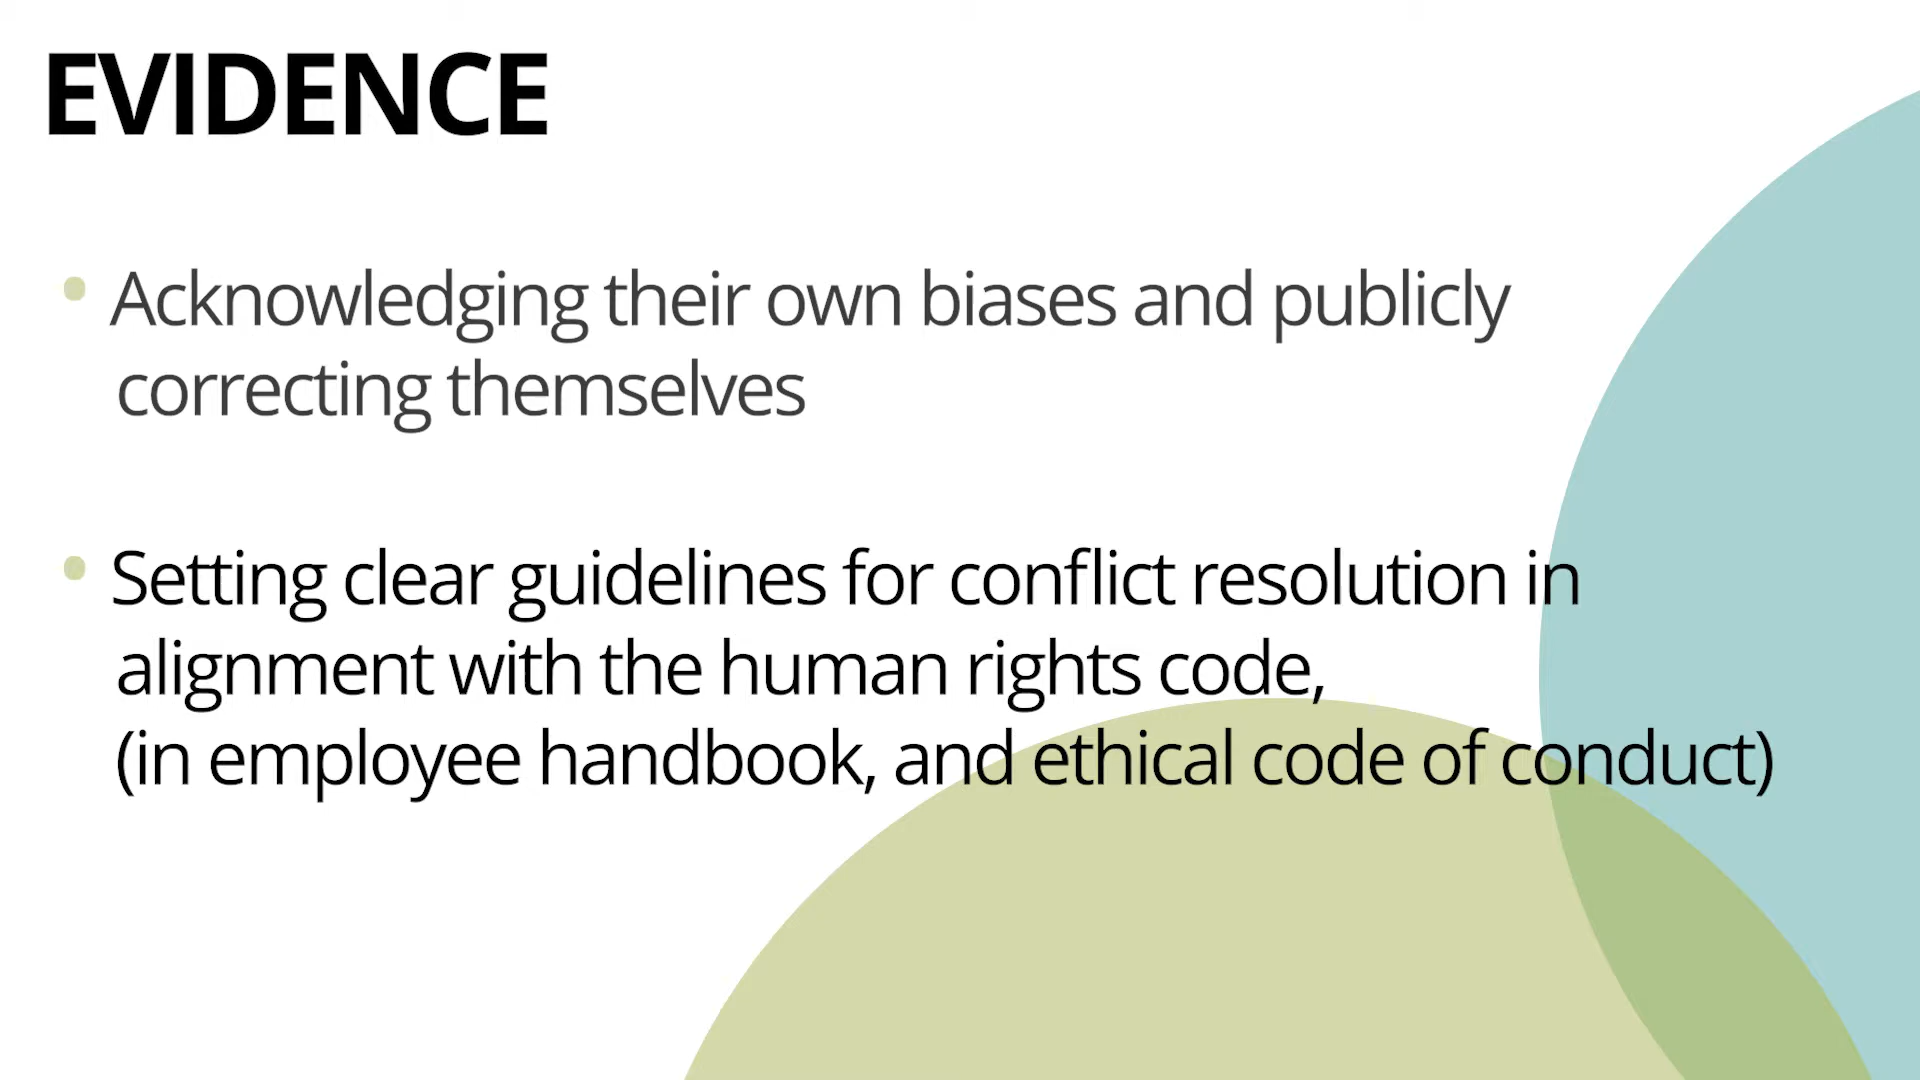 EVIDENCE
• Acknowledging their own biases and publicly
correcting themselves
• Setting clear guidelines for conflict resolution in
alignment with the human rights code,
(in employee handbook, and ethical code of conduct)